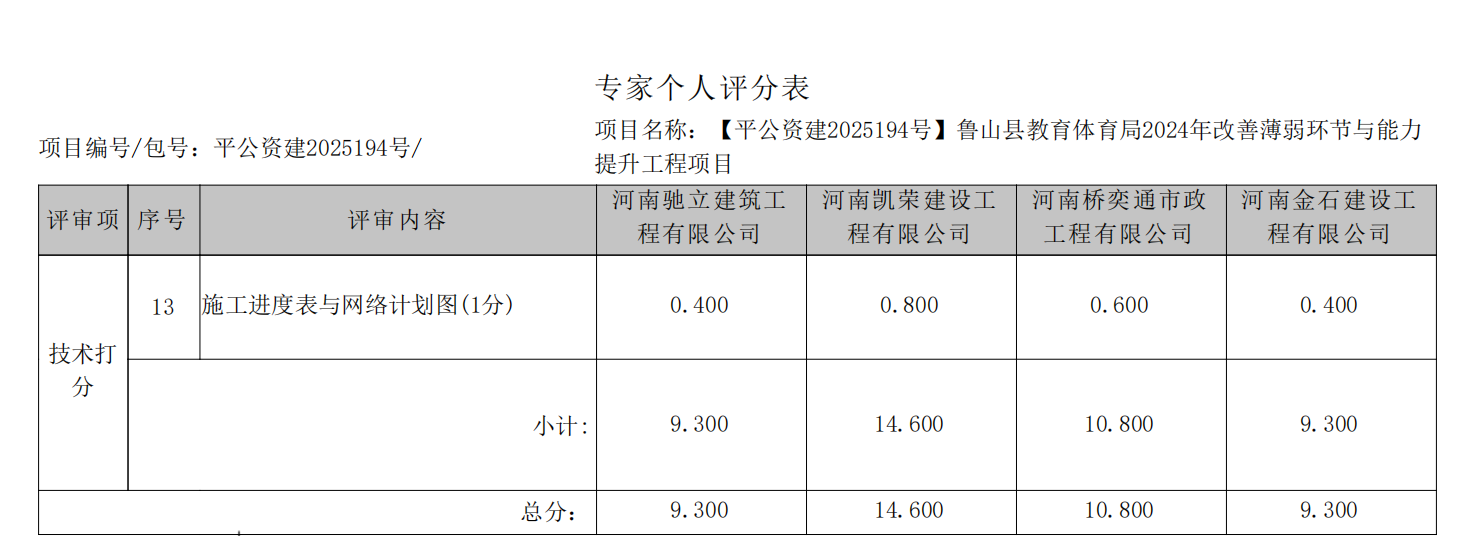 专家个人评分表
项目编号/包号：平公资建2025194号/
项目名称：【平公资建2025194号】鲁山县教育体育局2024年改善薄弱环节与能力
提升工程项目
评审项 序号 评审内容 河南驰立建筑工 河南凯荣建设工 河南桥奕通市政 河南金石建设工
程有限公司 程有限公司 工程有限公司 程有限公司
13 施工进度表与网络计划图(1分) 0.400 0.800 0.600 0.400
技术打
分
小计: 9.300 14.600 10.800 9.300
总分: 9.300 14.600 10.800 9.300